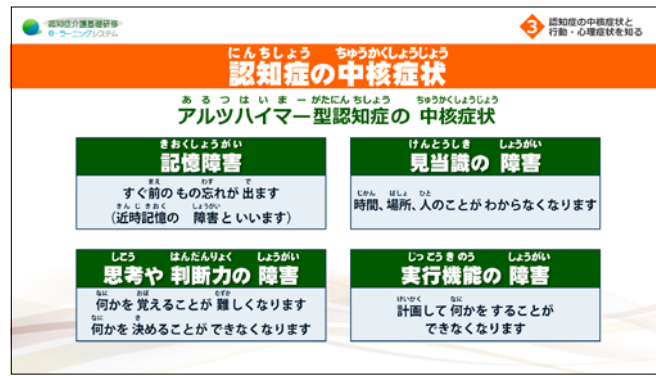 認知症介護基礎研修
e-ラーニングシステム
3 認知症の中核症状と
行動・心理症状を知る
にんちしょう ちゅうかくしょうじょう
認知症の中核症状
あるつはいまーがたにんちしょう ちゅうかくしょうじょう
アルツハイマー型認知症の 中核症状
きおくしょうがい
記憶障害
まえ わす で
すぐ前の もの忘れが 出ます
きんじきおく しょうがい
（近時記憶の 障害といいます）
けんとうしき しょうがい
見当識の 障害
じかん ばしょ ひと
時間、場所、人のことが わからなくなります
しこう はんだんりょく しょうがい
思考や 判断力の 障害
なに おぼ むずか
何かを 覚えることが 難しくなります
なに き
何かを 決めることが できなくなります
じっこうきのう しょうがい
実行機能の 障害
けいかく なに
計画して 何かを することが
できなくなります